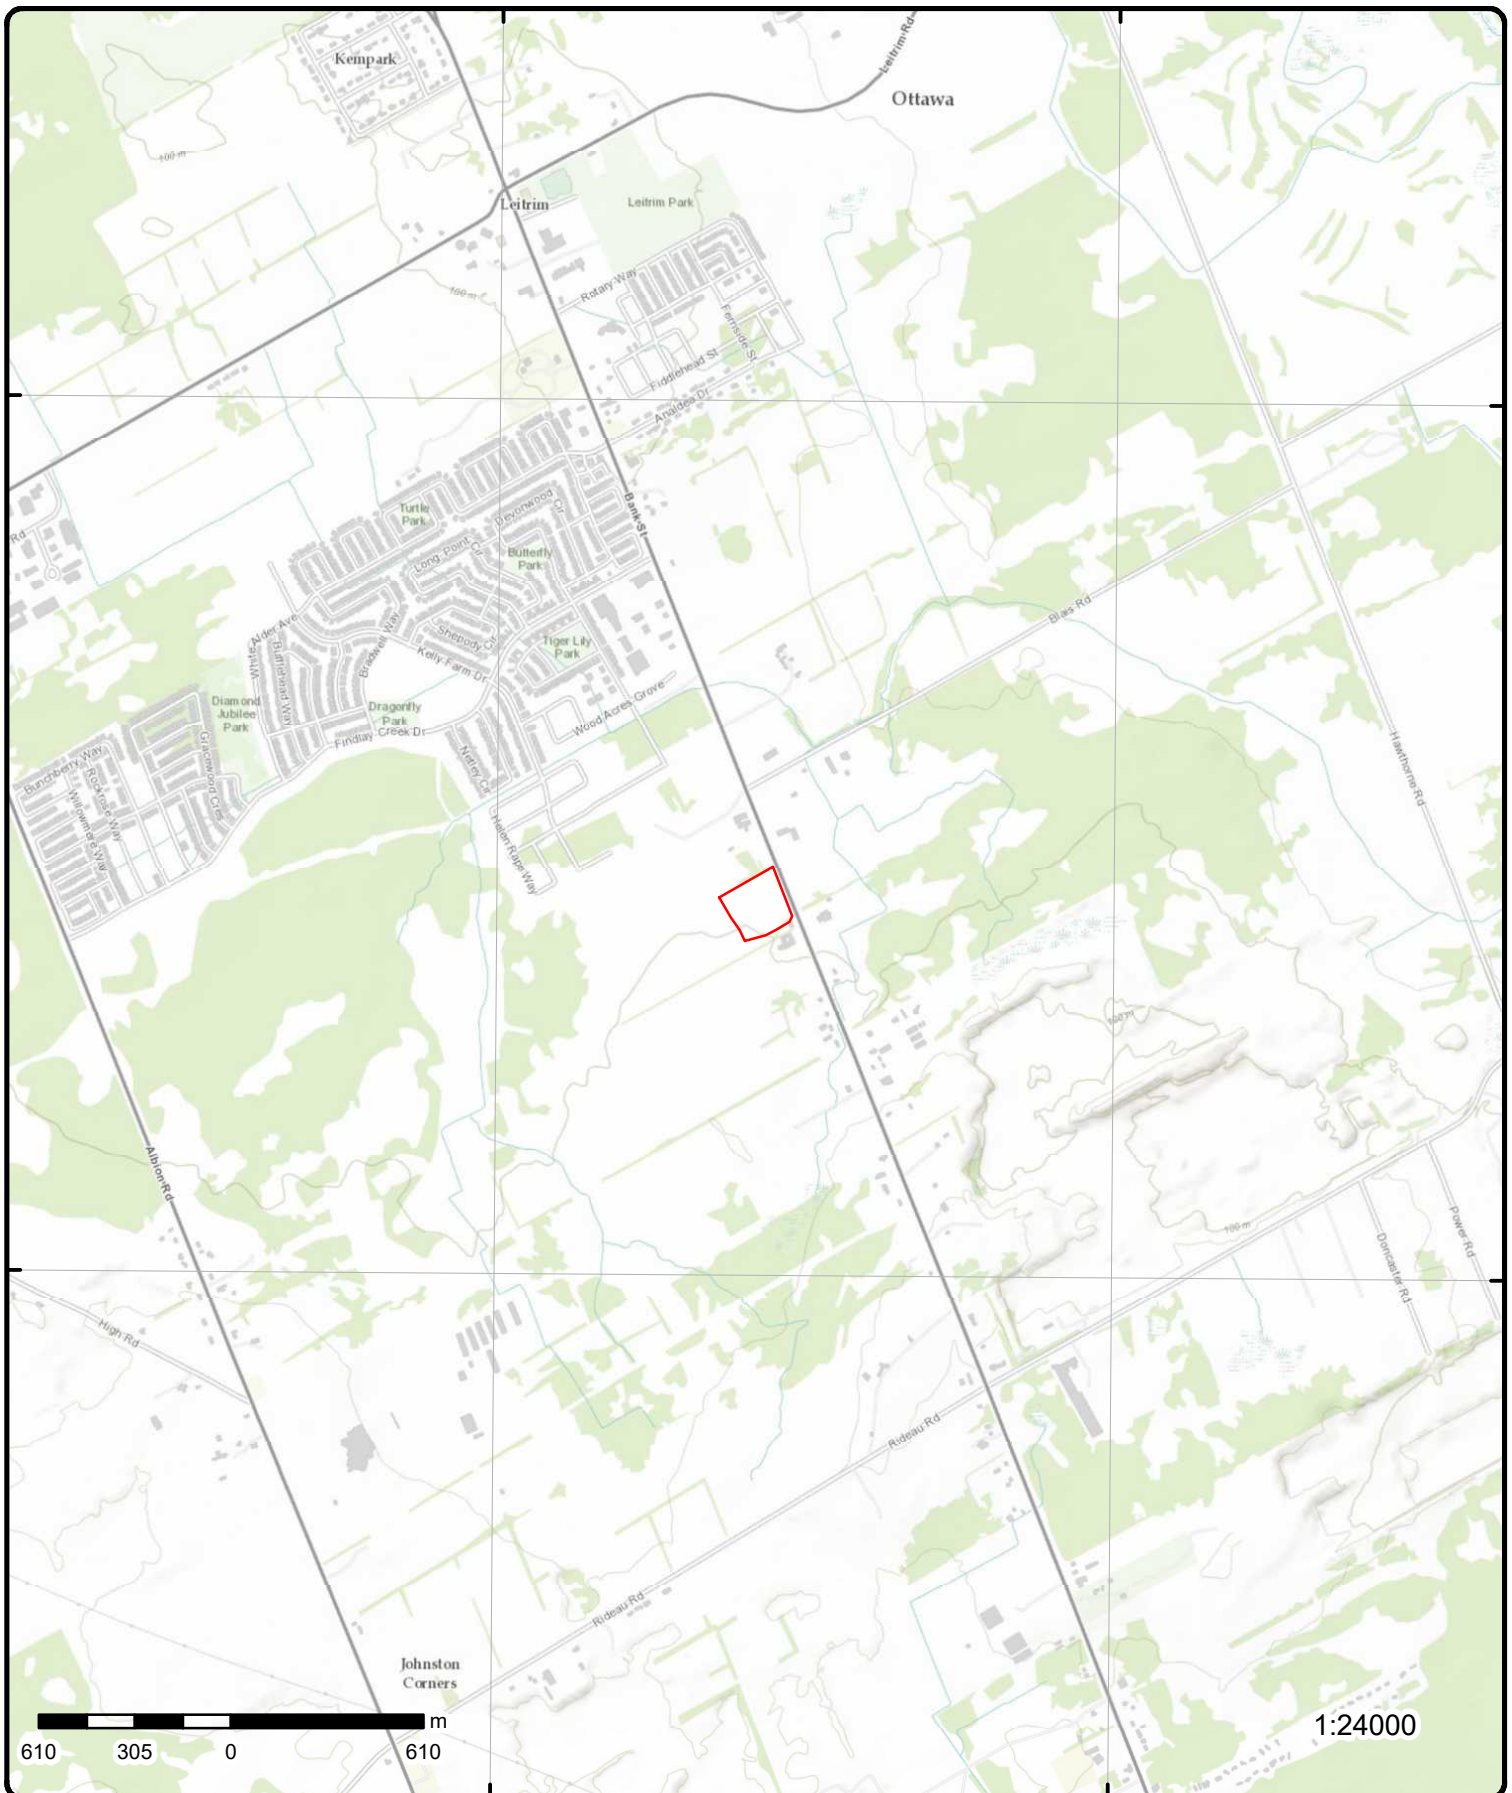 Kempark
Leitrim Rd
Ottawa
100 m
Leitrim
Leitrim Park
100 m
Rotary Way
Fernside St
Fiddlehead St
Analdea Dr
Bank St
Turtle
Park
Devonwood
Cir
Long Point Cir
Butterfly
Park
Rd
Blais Rd
White Alder Ave
Bufflehead Way
Bradwell Way
Shepody Cir
Kelly Farm Dr
Tiger Lily
Park
Diamond
Jubilee
Park
Dragonfly
Park
Findlay Creek Dr
Wood Acres Grove
Bunchberry Way
Rockrose Way
Willowmere Way
Gracewood Cres
Netley Cir
Helen Rapp Way
Hawthorne Rd
100 m
Albion Rd
100 m
Power Rd
Doncaster Rd
High Rd
Rideau Rd
Rideau Rd
Johnston
Corners
m
610 305 0 610
1:24000